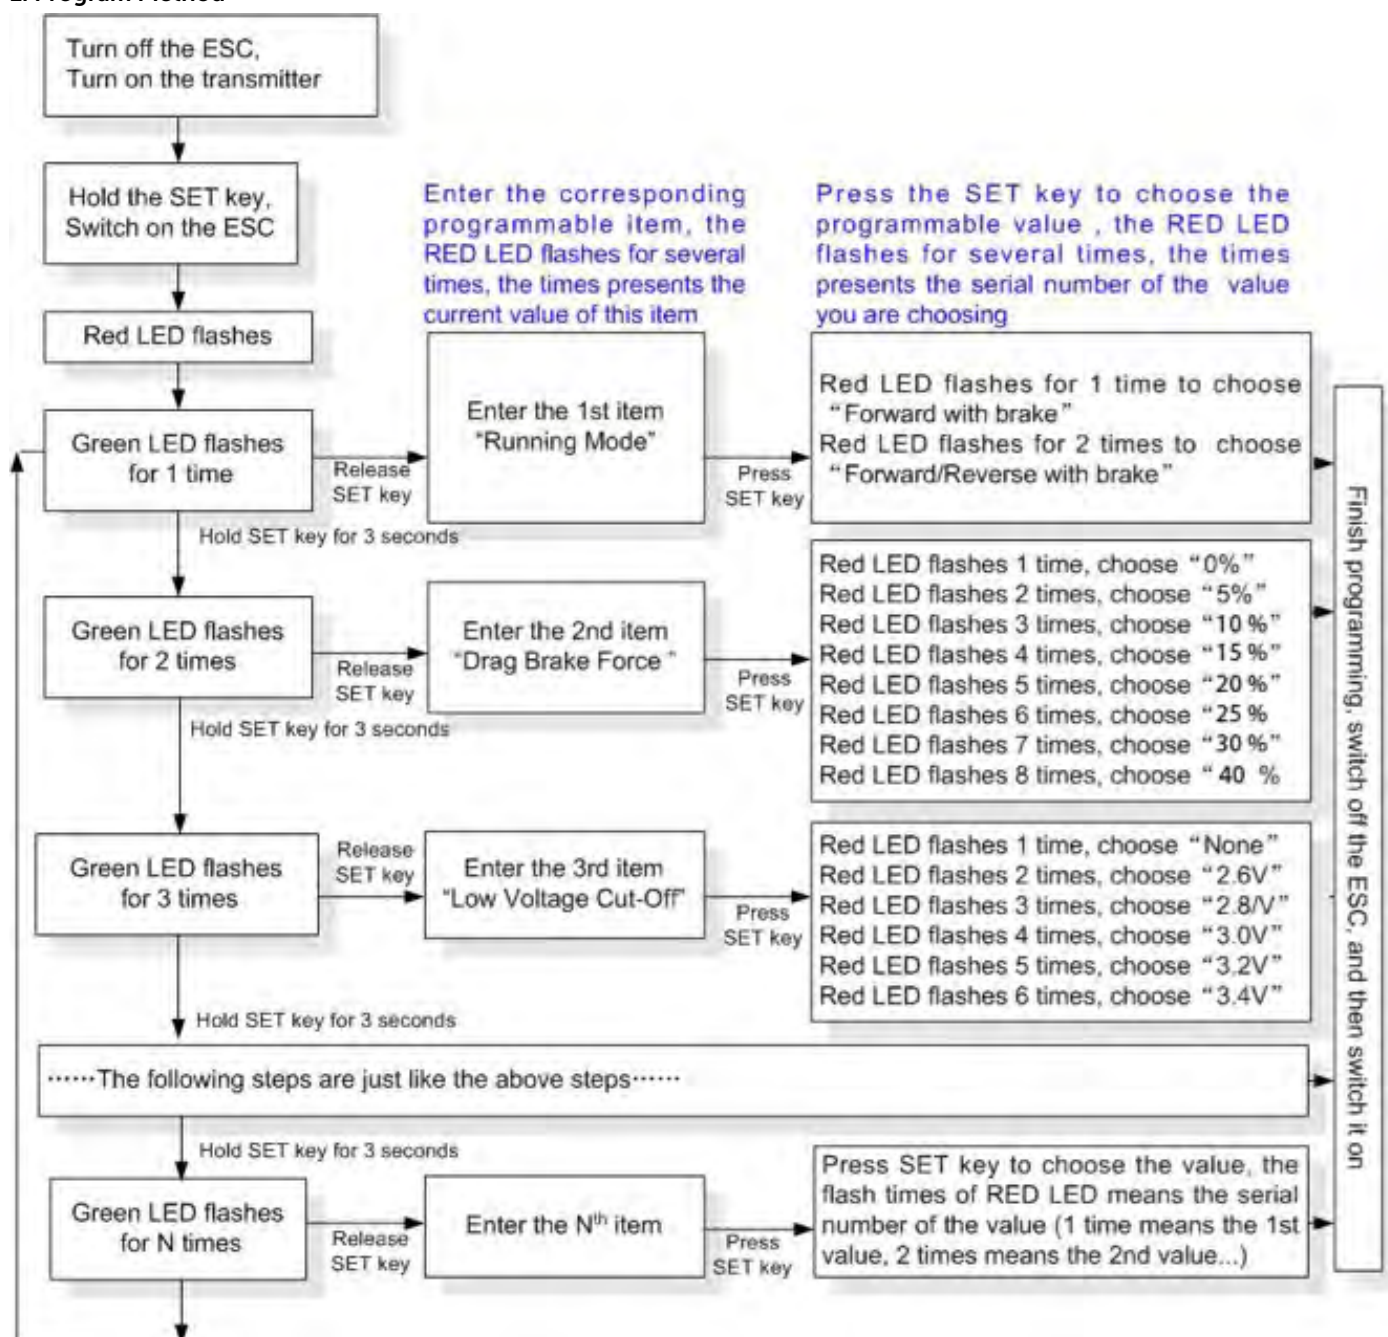 Turn off the ESC,
Turn on the transmitter
Hold the SET key,
Switch on the ESC
Enter the corresponding
programmable item, the
RED LED flashes for several
times, the times presents the
current value of this item
Press the SET key to choose the
programmable value , the RED LED
flashes for several times, the times
presents the serial number of the value
you are choosing
Red LED flashes
Green LED flashes
for 1 time
Release
SET key
Enter the 1st item
"Running Mode"
Press
SET key
Red LED flashes for 1 time to choose
"Forward with brake"
Red LED flashes for 2 times to choose
"Forward/Reverse with brake"
Hold SET key for 3 seconds
Green LED flashes
for 2 times
Release
SET key
Enter the 2nd item
"Drag Brake Force "
Press
SET key
Red LED flashes 1 time, choose "0%"
Red LED flashes 2 times, choose "5%"
Red LED flashes 3 times, choose "10 %"
Red LED flashes 4 times, choose "15 %"
Red LED flashes 5 times, choose "20 %"
Red LED flashes 6 times, choose "25 %
Red LED flashes 7 times, choose "30 %"
Red LED flashes 8 times, choose "40 %
Hold SET key for 3 seconds
Green LED flashes
for 3 times
Release
SET key
Enter the 3rd item
"Low Voltage Cut-Off"
Press
SET key
Red LED flashes 1 time, choose "None"
Red LED flashes 2 times, choose "2.6V"
Red LED flashes 3 times, choose "2.8/V"
Red LED flashes 4 times, choose "3.0V"
Red LED flashes 5 times, choose "3.2V"
Red LED flashes 6 times, choose "3.4V"
Hold SET key for 3 seconds
······The following steps are just like the above steps······
Hold SET key for 3 seconds
Green LED flashes
for N times
Release
SET key
Enter the Nth item
Press
SET key
Press SET key to choose the value, the
flash times of RED LED means the serial
number of the value (1 time means the 1st
value, 2 times means the 2nd value...)
Finish programming, switch off the ESC, and then switch it on